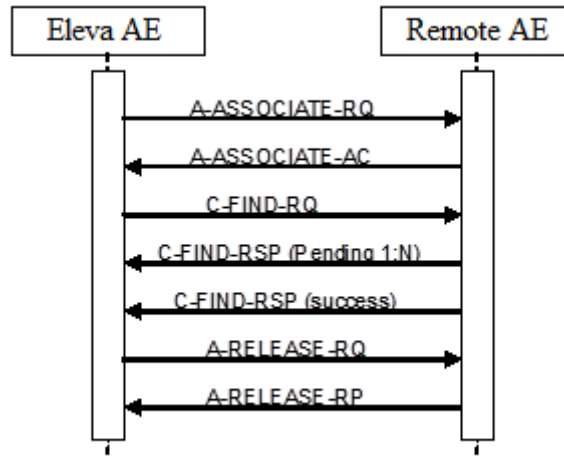 Eleva AE
Remote AE
A-ASSOCIATE-RQ
A-ASSOCIATE-AC
C-FIND-RQ
C-FIND-RSP (Pending 1:N)
C-FIND-RSP (success)
A-RELEASE-RQ
A-RELEASE-RP